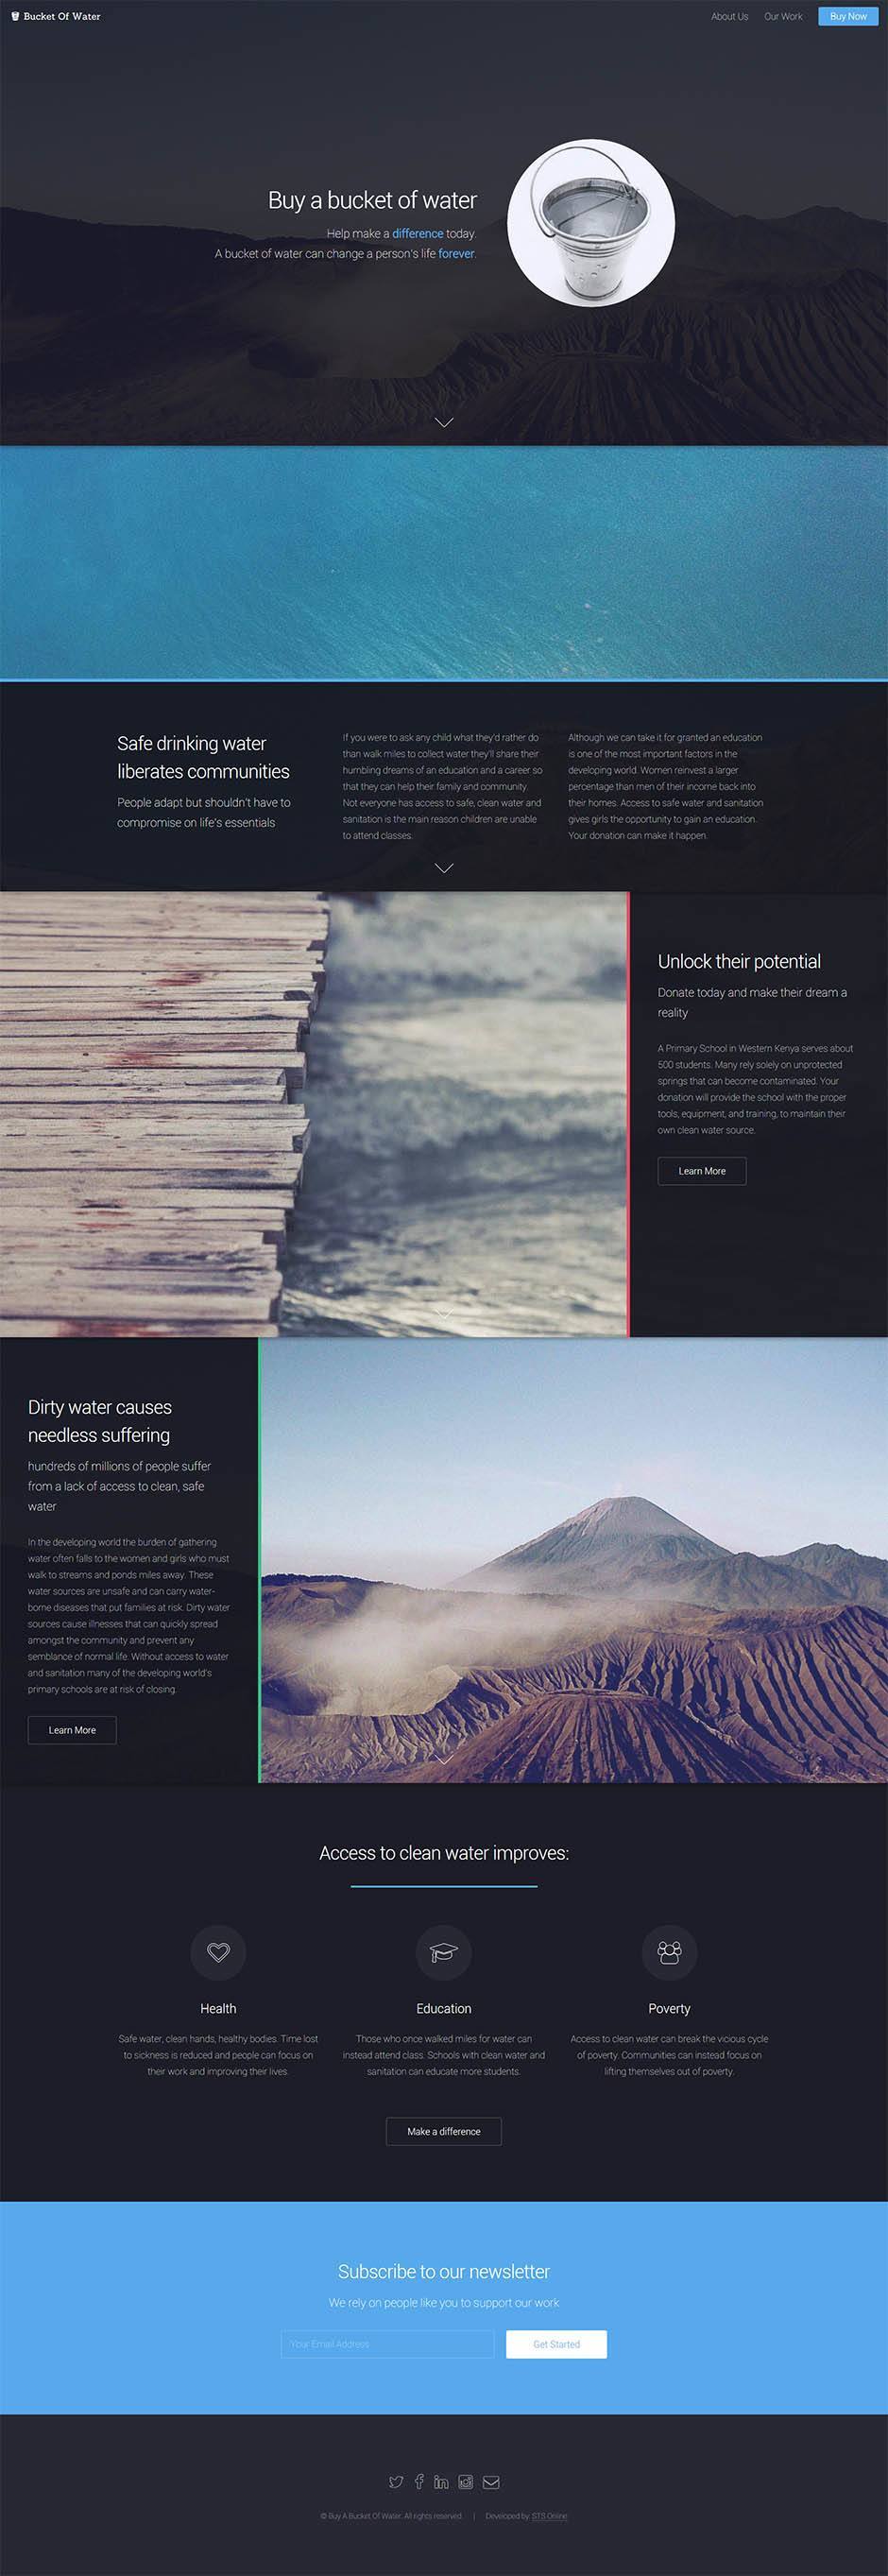 Bucket Of Water
About Us
Our Work
Buy Now
Buy a bucket of water
Help make a difference today.
A bucket of water can change a person's life forever.
Safe drinking water
liberates communities
People adapt but shouldn't have to
compromise on life's essentials
If you were to ask any child what they'd rather do
than walk miles to collect water they'll share their
humbling dreams of an education and a career so
that they can help their family and community.
Not everyone has access to safe, clean water and
sanitation is the main reason children are unable
to attend classes.
Although we can take it for granted an education
is one of the most important factors in the
developing world. Women reinvest a larger
percentage than men of their income back into
their homes. Access to safe water and sanitation
gives girls the opportunity to gain an education.
Your donation can make it happen.
Unlock their potential
Donate today and make their dream a
reality
A Primary School in Western Kenya serves about
500 students. Many rely solely on unprotected
springs that can become contaminated. Your
donation will provide the school with the proper
tools, equipment, and training, to maintain their
own clean water source.
Learn More
Dirty water causes
needless suffering
hundreds of millions of people suffer
from a lack of access to clean, safe
water
In the developing world the burden of gathering
water often falls to the women and girls who must
walk to streams and ponds miles away. These
water sources are unsafe and can carry water-
borne diseases that put families at risk. Dirty water
sources cause illnesses that can quickly spread
amongst the community and prevent any
semblance of normal life. Without access to water
and sanitation many of the developing world's
primary schools are at risk of closing.
Learn More
Access to clean water improves:
Health
Safe water, clean hands, healthy bodies. Time lost
to sickness is reduced and people can focus on
their work and improving their lives.
Education
Those who once walked miles for water can
instead attend class. Schools with clean water and
sanitation can educate more students.
Poverty
Access to clean water can break the vicious cycle
of poverty. Communities can instead focus on
lifting themselves out of poverty.
Make a difference
Subscribe to our newsletter
We rely on people like you to support our work
Your Email Address
Get Started
© Buy A Bucket Of Water. All rights reserved. | Developed by: STS Online